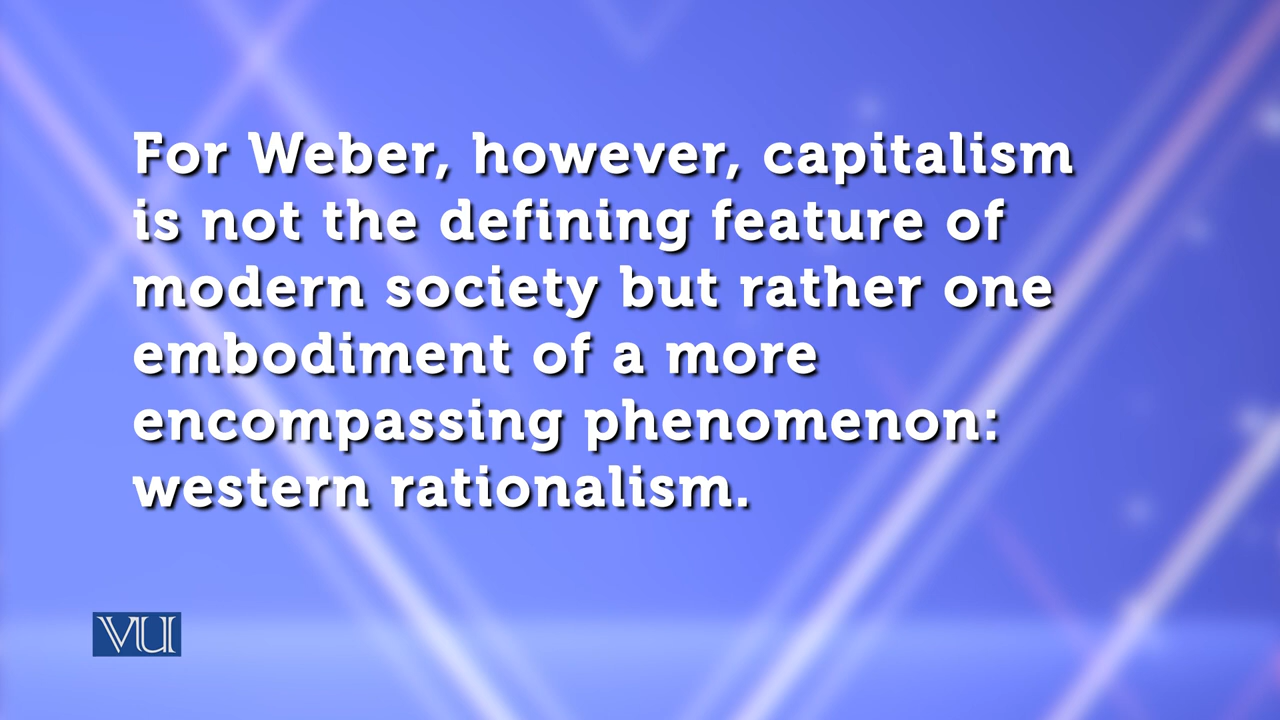 For Weber, however, capitalism
is not the defining feature of
modern society but rather one
embodiment of a more
encompassing phenomenon:
western rationalism.
VU